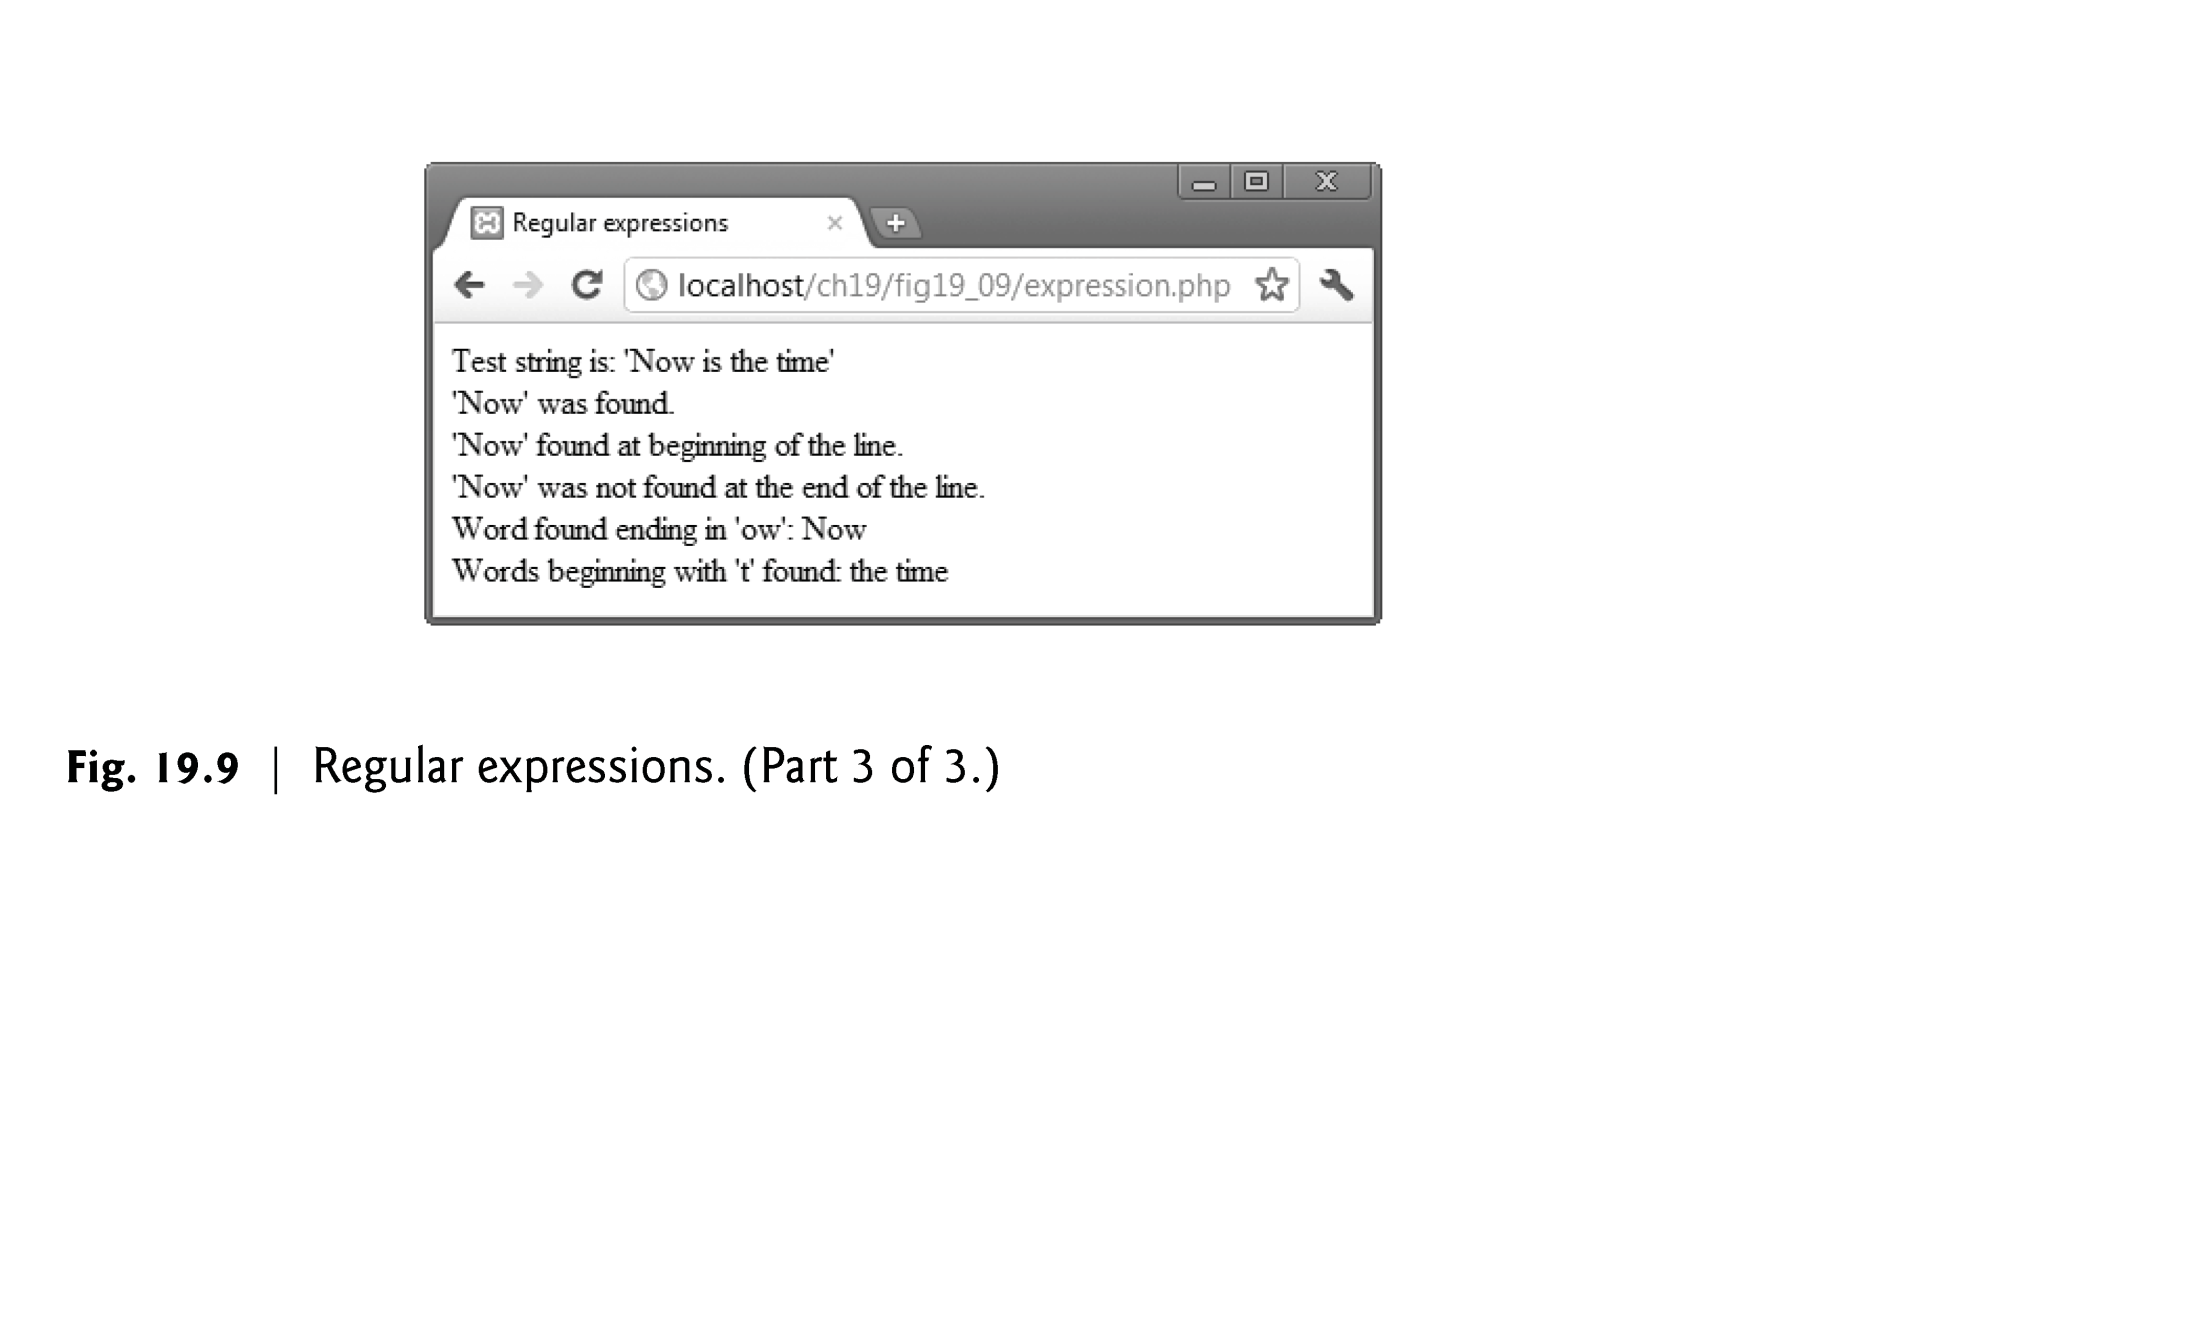 Regular expressions
localhost/ch19/fig19_09/expression.php
Test string is: 'Now is the time'
'Now' was found.
'Now' found at beginning of the line.
'Now' was not found at the end of the line.
Word found ending in 'ow': Now
Words beginning with 't' found: the time
Fig. 19.9 | Regular expressions. (Part 3 of 3.)